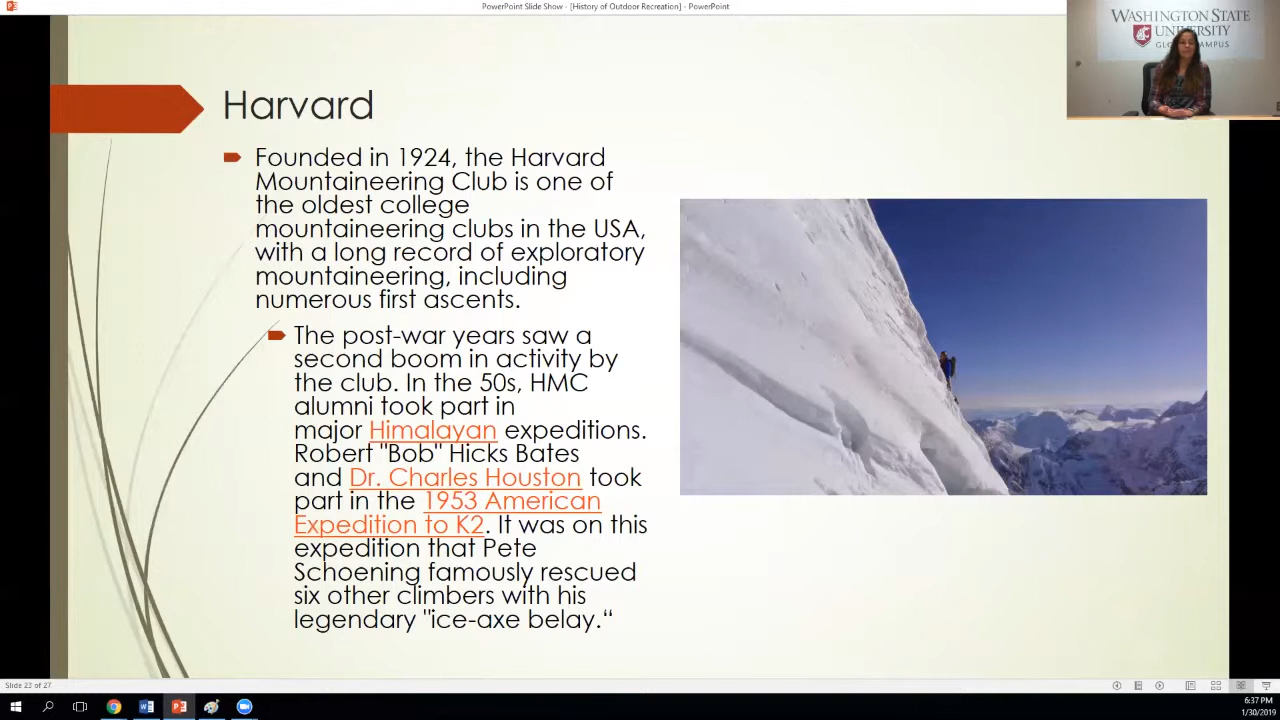 PowerPoint Slide Show - [History of Outdoor Recreation] - PowerPoint
WASHINGTON STATE
UNIVERSITY
Harvard
Founded in 1924, the Harvard
Mountaineering Club is one of
the oldest college
mountaineering clubs in the USA,
with a long record of exploratory
mountaineering, including
numerous first ascents.
The post-war years saw a
second boom in activity by
the club. In the 50s, HMC
alumni took part in
major Himalayan expeditions.
Robert "Bob" Hicks Bates
and Dr. Charles Houston took
part in the 1953 American
Expedition to K2. It was on this
expedition that Pete
Schoening famously rescued
six other climbers with his
legendary "ice-axe belay.“
Slide 23 of 27
6:37 PM
1/30/2019